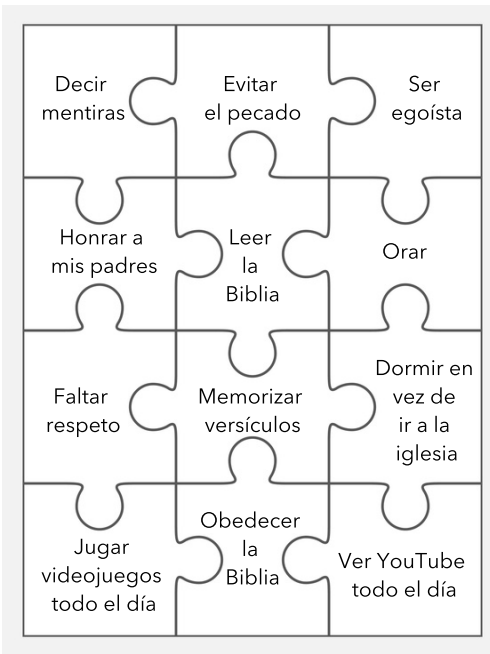 Decir
mentiras
Evitar
el pecado
Ser
egoísta
Honrar a
mis padres
Leer
la
Biblia
Orar
Faltar
respeto
Memorizar
versículos
Dormir en
vez de
ir a la
iglesia
Jugar
videojuegos
todo el día
Obedecer
la
Biblia
Ver YouTube
todo el día